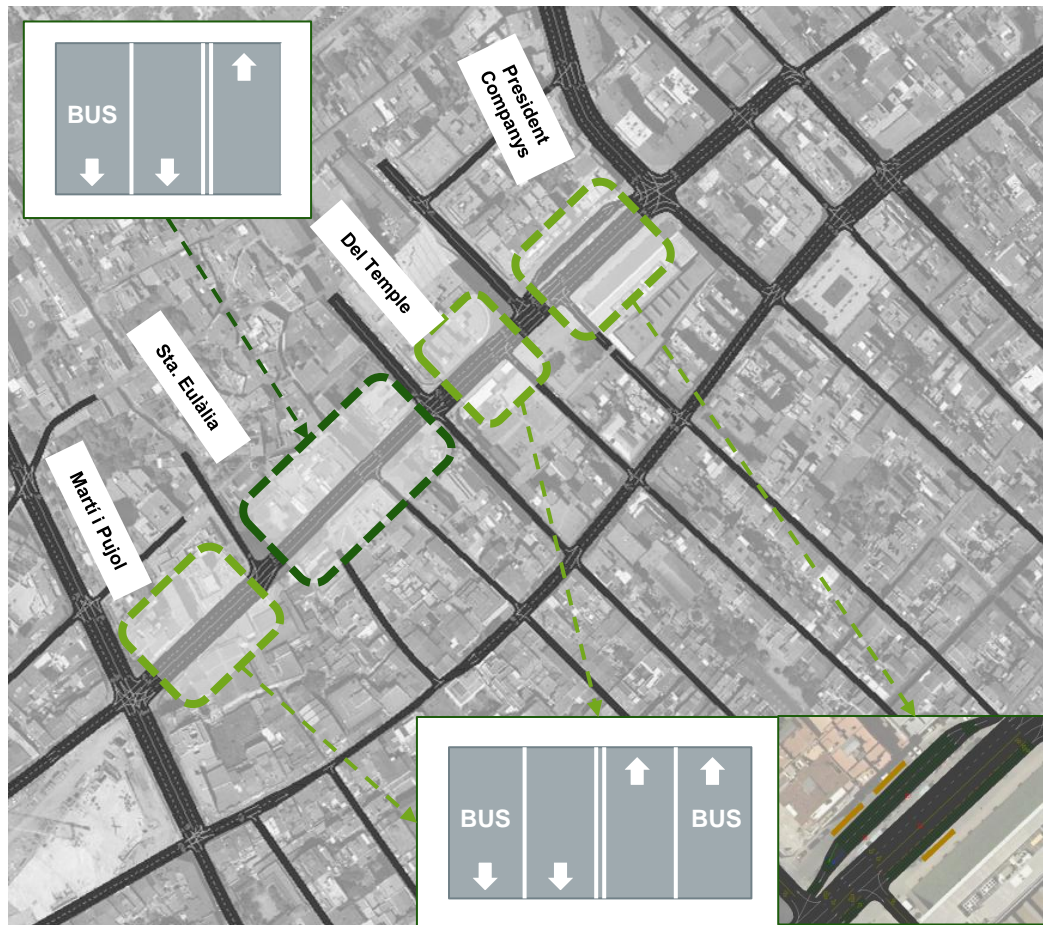 BUS
President
Companys
Del Temple
Sta. Eulàlia
Martí i Pujol
BUS
BUS